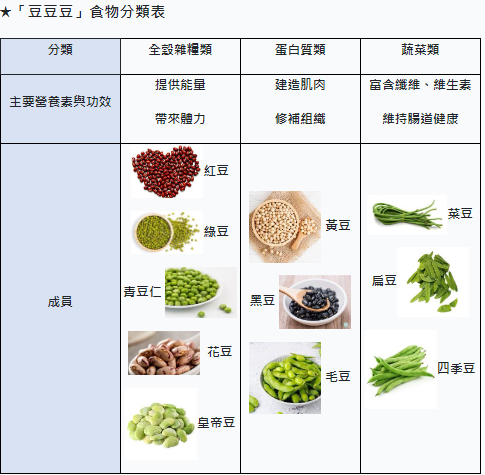 ★「豆豆豆」食物分類表
分類
全穀雜糧類
蛋白質類
蔬菜類
主要營養素與功效
提供能量
帶來體力
建造肌肉
修補組織
富含纖維、維生素
維持腸道健康
成員
紅豆
綠豆
青豆仁
花豆
皇帝豆
黃豆
黑豆
毛豆
菜豆
扁豆
四季豆